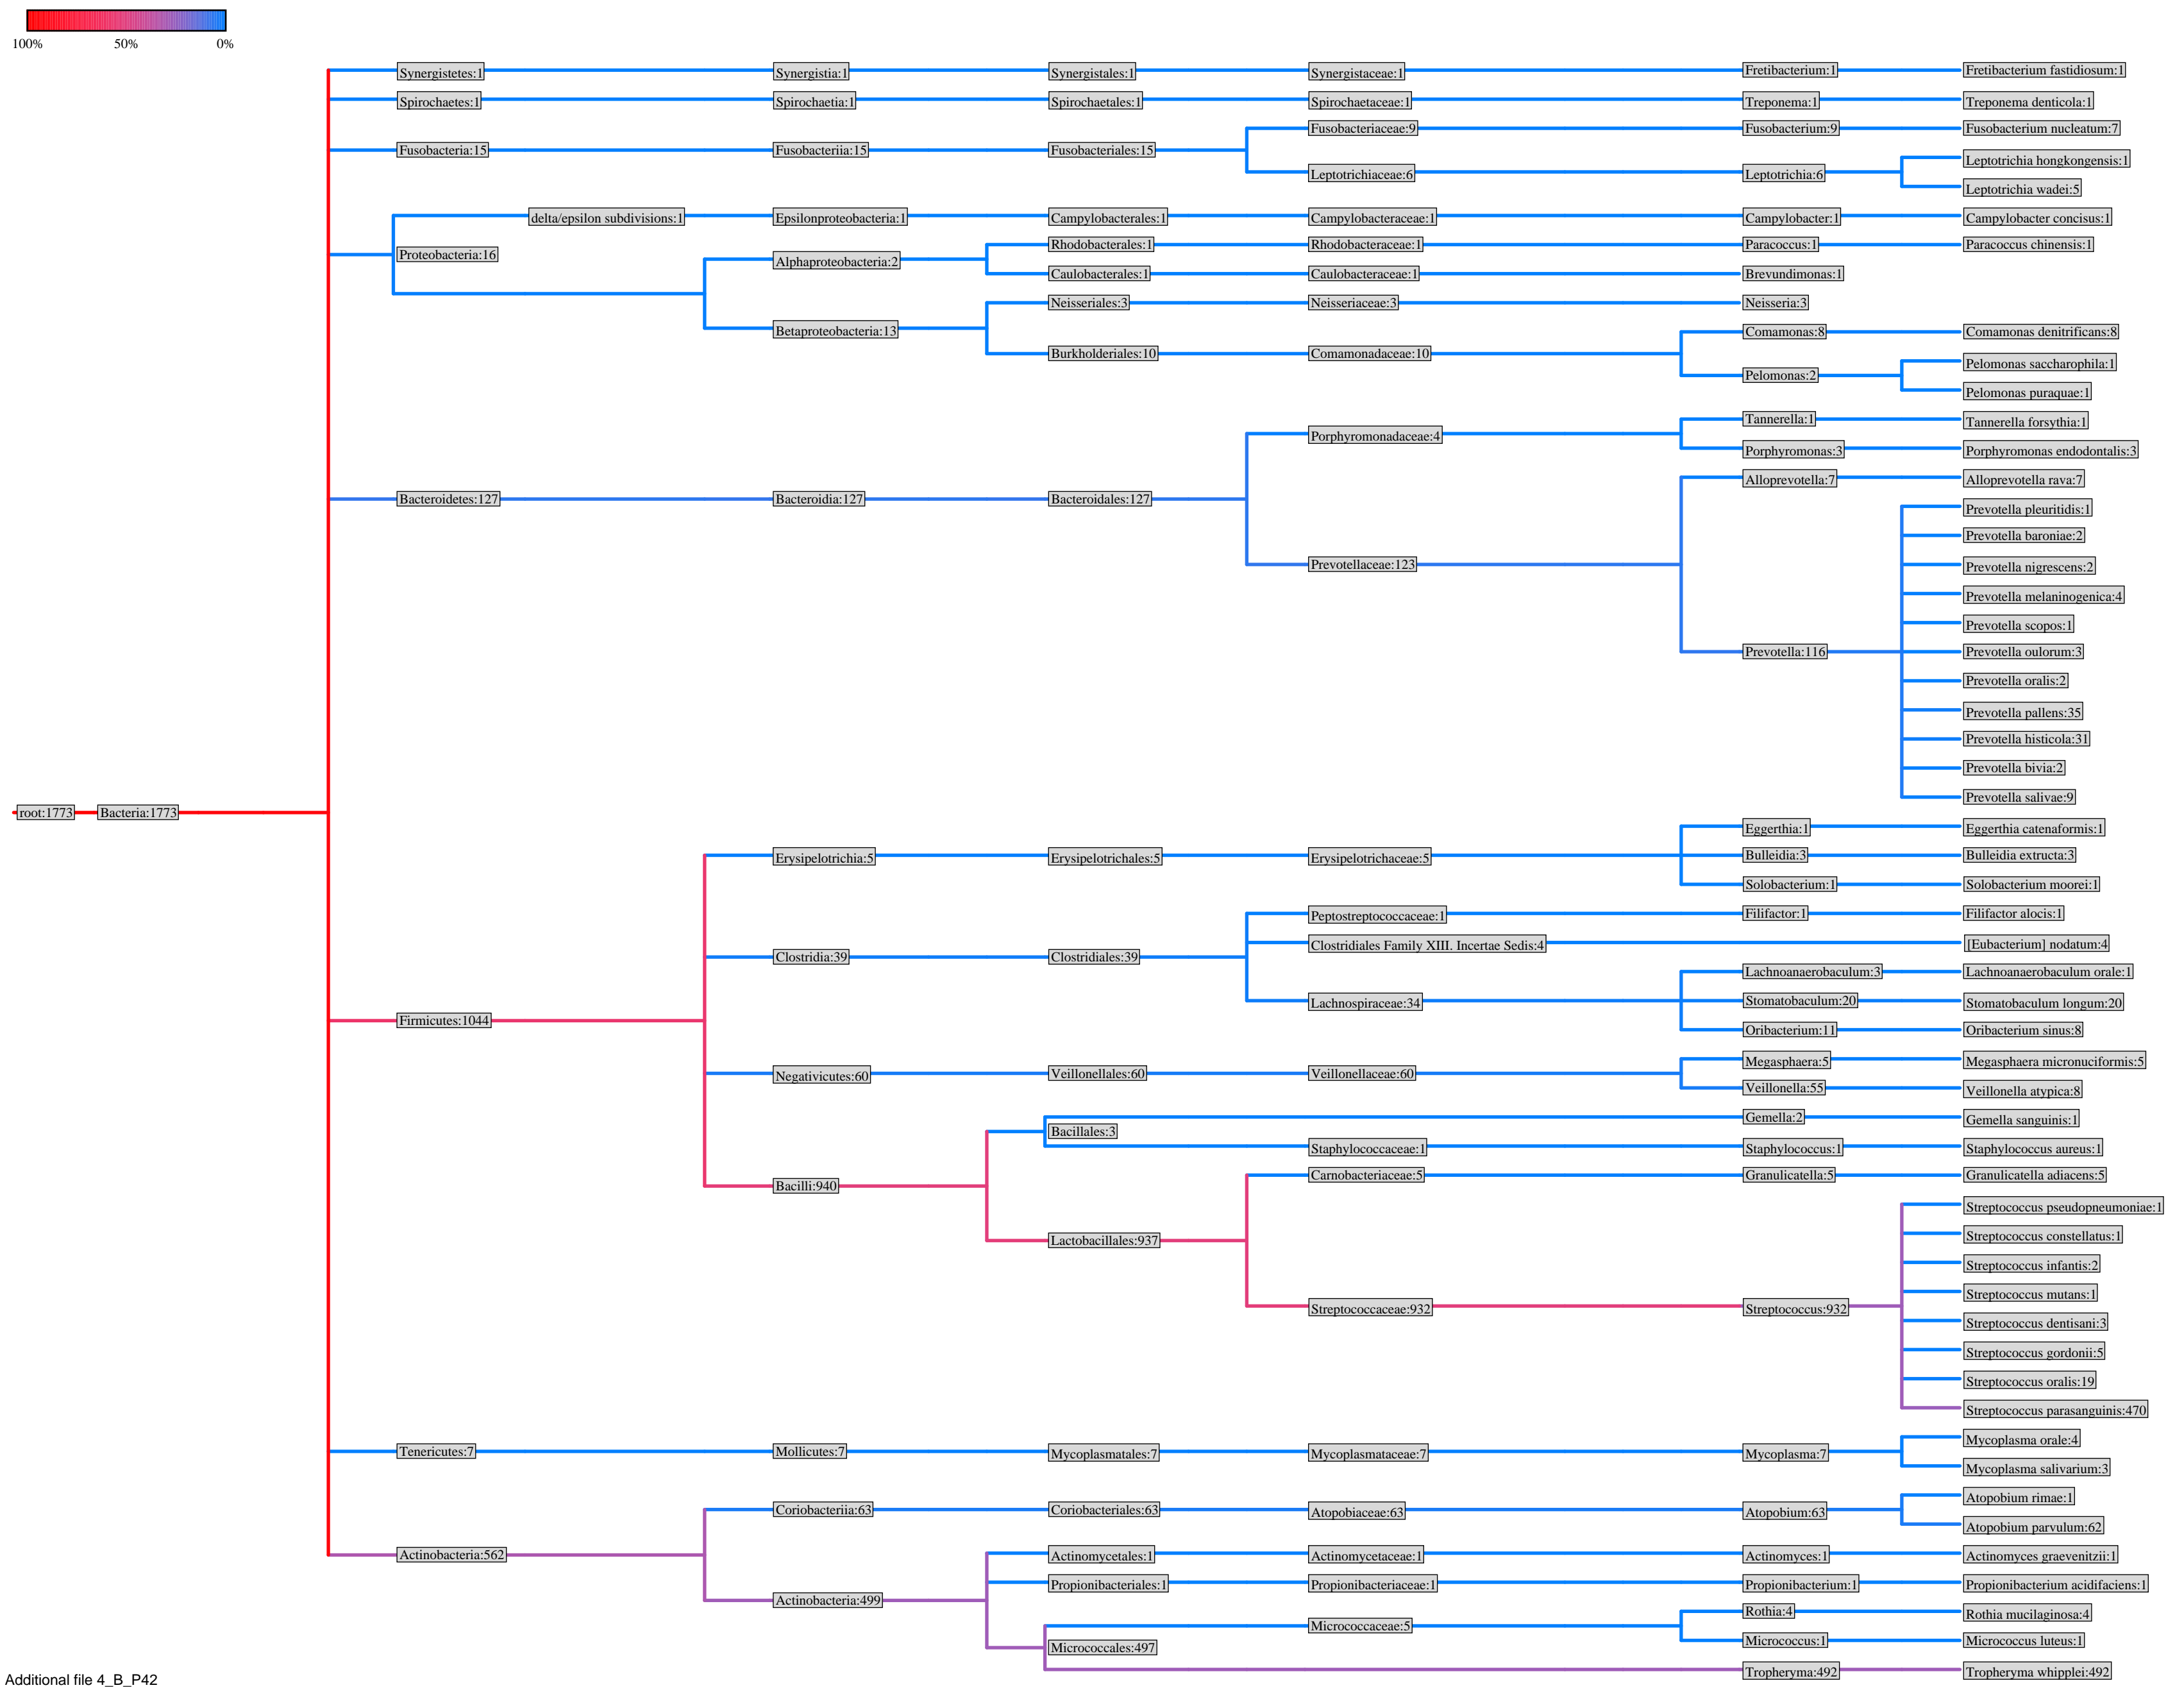 100% 50% 0%
Synergistetes:1 Synergistia:1 Synergistales:1 Synergistaceae:1 Fretibacterium:1 Fretibacterium fastidiosum:1
Spirochaetes:1 Spirochaetia:1 Spirochaetales:1 Spirochaetaceae:1 Treponema:1 Treponema denticola:1
Fusobacteriaceae:9 Fusobacterium:9 Fusobacterium nucleatum:7
Fusobacteria:15 Fusobacteriia:15 Fusobacteriales:15
Leptotrichia hongkongensis:1
Leptotrichiaceae:6 Leptotrichia:6
Leptotrichia wadei:5
delta/epsilon subdivisions:1 Epsilonproteobacteria:1 Campylobacterales:1 Campylobacteraceae:1 Campylobacter:1 Campylobacter concisus:1
Rhodobacterales:1 Rhodobacteraceae:1 Paracoccus:1 Paracoccus chinensis:1
Proteobacteria:16
Alphaproteobacteria:2
Caulobacterales:1 Caulobacteraceae:1 Brevundimonas:1
Neisseriales:3 Neisseriaceae:3 Neisseria:3
Betaproteobacteria:13 Comamonas:8 Comamonas denitrificans:8
Burkholderiales:10 Comamonadaceae:10
Pelomonas saccharophila:1
Pelomonas:2
Pelomonas puraquae:1
Tannerella:1 Tannerella forsythia:1
Porphyromonadaceae:4
Porphyromonas:3 Porphyromonas endodontalis:3
Alloprevotella:7 Alloprevotella rava:7
Bacteroidetes:127 Bacteroidia:127 Bacteroidales:127
Prevotella pleuritidis:1
Prevotella baroniae:2
Prevotellaceae:123 Prevotella nigrescens:2
Prevotella melaninogenica:4
Prevotella scopos:1
Prevotella:116 Prevotella oulorum:3
Prevotella oralis:2
Prevotella pallens:35
Prevotella histicola:31
Prevotella bivia:2
Prevotella salivae:9
root:1773 Bacteria:1773
Eggerthia:1 Eggerthia catenaformis:1
Erysipelotrichia:5 Erysipelotrichales:5 Erysipelotrichaceae:5 Bulleidia:3 Bulleidia extructa:3
Solobacterium:1 Solobacterium moorei:1
Peptostreptococcaceae:1 Filifactor:1 Filifactor alocis:1
Clostridiales Family XIII. Incertae Sedis:4 [Eubacterium] nodatum:4
Clostridia:39 Clostridiales:39
Lachnoanaerobaculum:3 Lachnoanaerobaculum orale:1
Lachnospiraceae:34 Stomatobaculum:20 Stomatobaculum longum:20
Firmicutes:1044
Oribacterium:11 Oribacterium sinus:8
Megasphaera:5 Megasphaera micronuciformis:5
Negativicutes:60 Veillonellales:60 Veillonellaceae:60
Veillonella:55 Veillonella atypica:8
Gemella:2 Gemella sanguinis:1
Bacillales:3
Staphylococcaceae:1 Staphylococcus:1 Staphylococcus aureus:1
Carnobacteriaceae:5 Granulicatella:5 Granulicatella adiacens:5
Bacilli:940
Streptococcus pseudopneumoniae:1
Streptococcus constellatus:1
Lactobacillales:937
Streptococcus infantis:2
Streptococcus mutans:1
Streptococcaceae:932 Streptococcus:932
Streptococcus dentisani:3
Streptococcus gordonii:5
Streptococcus oralis:19
Streptococcus parasanguinis:470
Mycoplasma orale:4
Tenericutes:7 Mollicutes:7 Mycoplasmatales:7 Mycoplasmataceae:7 Mycoplasma:7
Mycoplasma salivarium:3
Atopobium rimae:1
Coriobacteriia:63 Coriobacteriales:63 Atopobiaceae:63 Atopobium:63
Atopobium parvulum:62
Actinobacteria:562 Actinomycetales:1 Actinomycetaceae:1 Actinomyces:1 Actinomyces graevenitzii:1
Propionibacteriales:1 Propionibacteriaceae:1 Propionibacterium:1 Propionibacterium acidifaciens:1
Actinobacteria:499
Rothia:4 Rothia mucilaginosa:4
Micrococcaceae:5
Micrococcus:1 Micrococcus luteus:1
Micrococcales:497
Tropheryma:492 Tropheryma whipplei:492
Additional file 4_B_P42